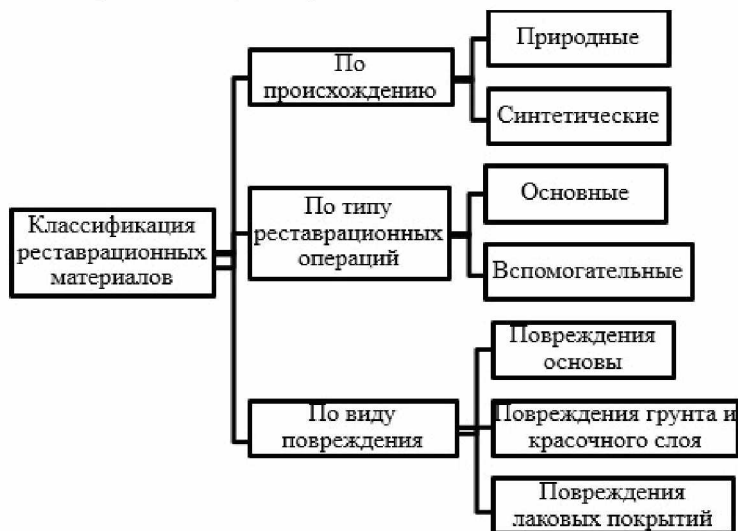 Классификация
реставрационных
материалов
По
происхождению
Природные
Синтетические
По типу
реставрационных
операций
Основные
Вспомогательные
По виду
повреждения
Повреждения
основы
Повреждения грунта и
красочного слоя
Повреждения
лаковых покрытий